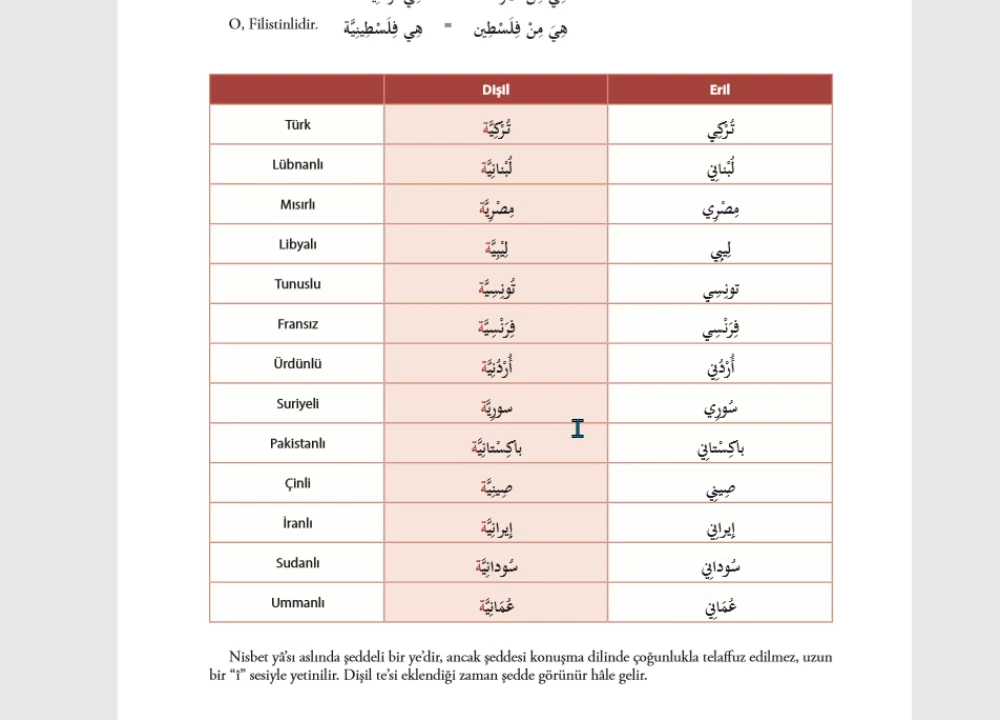 O, Filistinlidir. هِي فِلَسْطِينِيَّة = هِيَ مِنْ فِلَسْطِين
Dişil Eril
Türk تُرْكِيَّة تُرْكِي
Lübnanlı لُبْنانِيَّة لُبْنانِي
Mısırlı مِصْرِيَّة مِصْرِي
Libyalı لِيْبِيَّة لِيبِي
Tunuslu تُونِسِيَّة تونِسِي
Fransız فِرَنْسِيَّة فِرَنْسِي
Ürdünlü أُرْدُنِيَّة أُرْدُنِي
Suriyeli سورِيَّة سُورِي
Pakistanlı باكِسْتانِيَّة باكِسْتانِي
Çinli صِينِيَّة صِينِي
İranlı إيرانِيَّة إيرانِي
Sudanlı سُودانِيَّة سُودانِي
Ummanlı عُمَانِيَّة عُمَانِي
Nisbet yâ’sı aslında şeddeli bir ye’dir, ancak şeddesi konuşma dilinde çoğunlukla telaffuz edilmez, uzun
bir “î” sesiyle yetinilir. Dişil te’si eklendiği zaman şedde görünür hâle gelir.